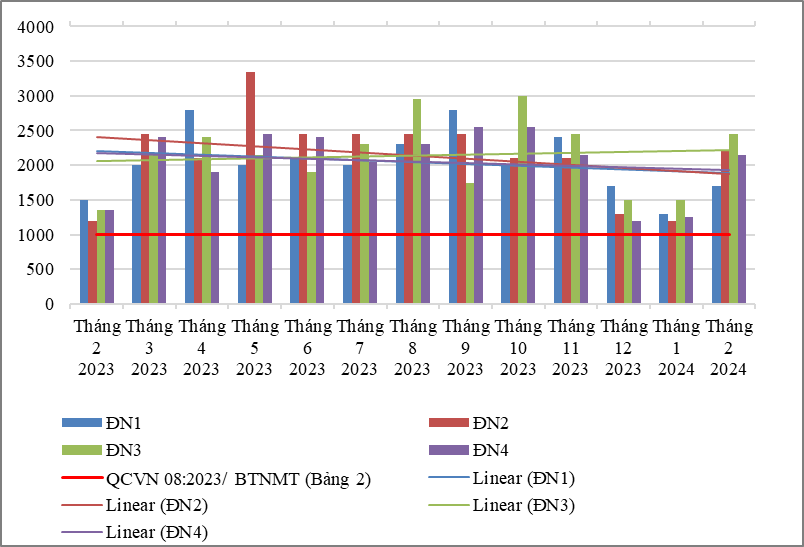 4000
3500
3000
2500
2000
1500
1000
500
0
Tháng Tháng Tháng Tháng Tháng Tháng Tháng Tháng Tháng Tháng Tháng Tháng Tháng
2 3 4 5 6 7 8 9 10 11 12 1 2
2023 2023 2023 2023 2023 2023 2023 2023 2023 2023 2023 2024 2024
ĐN1 ĐN2
ĐN3 ĐN4
QCVN 08:2023/ BTNMT (Bảng 2) Linear (ĐN1)
Linear (ĐN2) Linear (ĐN3)
Linear (ĐN4)